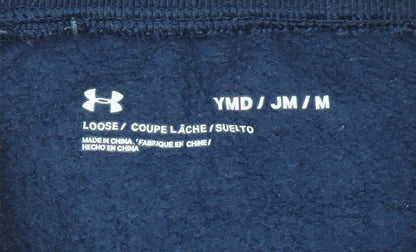 YMD / JM / M
LOOSE / COUPE LÂCHE / SUELTO
MADE IN CHINA / FABRIQUÉ EN CHINE /
HECHO EN CHINA